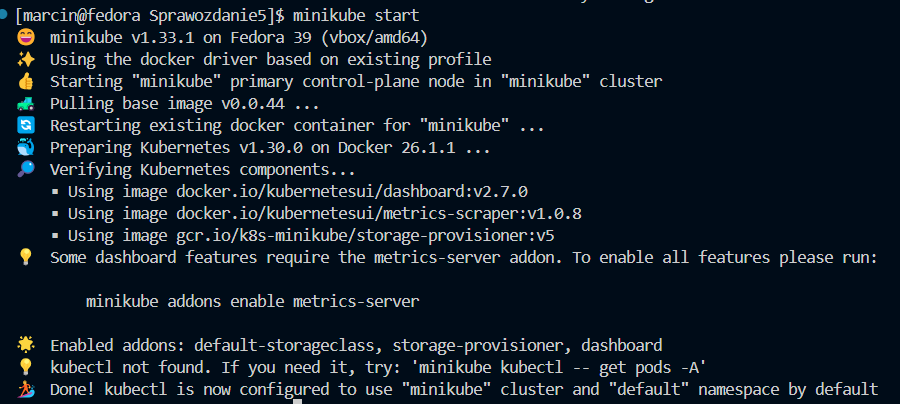 [marcin@fedora Sprawozdanie5]$ minikube start
😄 minikube v1.33.1 on Fedora 39 (vbox/amd64)
✨ Using the docker driver based on existing profile
👍 Starting "minikube" primary control-plane node in "minikube" cluster
🚜 Pulling base image v0.0.44 ...
🔄 Restarting existing docker container for "minikube" ...
🐳 Preparing Kubernetes v1.30.0 on Docker 26.1.1 ...
🔎 Verifying Kubernetes components...
▪ Using image docker.io/kubernetesui/dashboard:v2.7.0
▪ Using image docker.io/kubernetesui/metrics-scraper:v1.0.8
▪ Using image gcr.io/k8s-minikube/storage-provisioner:v5
💡 Some dashboard features require the metrics-server addon. To enable all features please run:
minikube addons enable metrics-server
🌟 Enabled addons: default-storageclass, storage-provisioner, dashboard
💡 kubectl not found. If you need it, try: 'minikube kubectl -- get pods -A'
🏄 Done! kubectl is now configured to use "minikube" cluster and "default" namespace by default